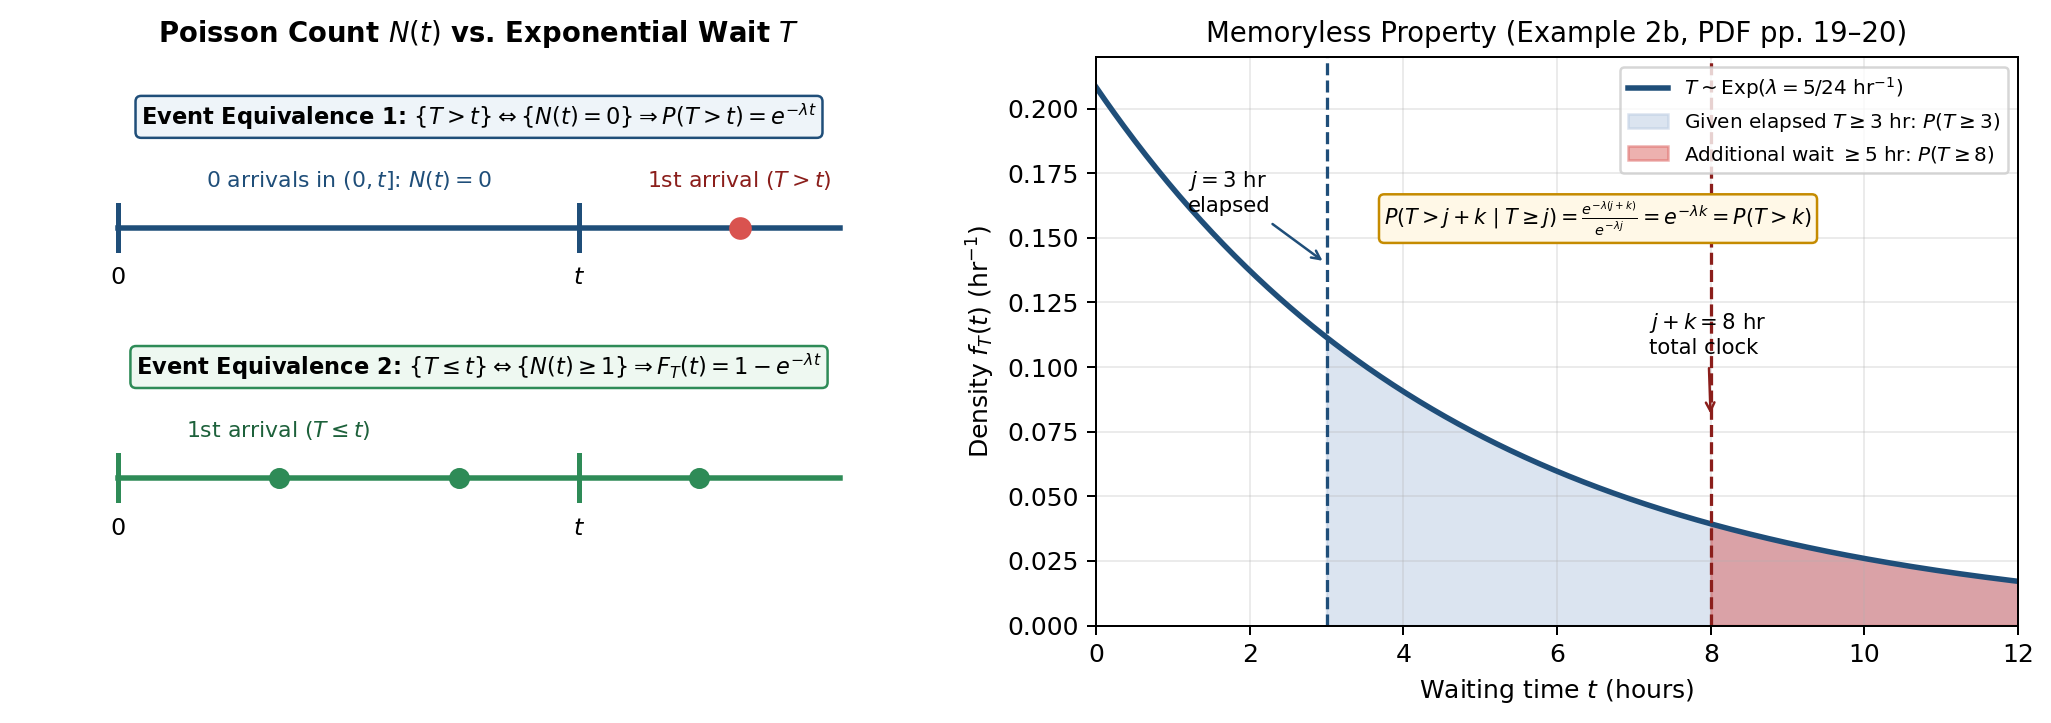 Poisson Count N(t) vs. Exponential Wait T
Event Equivalence 1: {T > t} ⇔ {N(t) = 0} ⇒ P(T > t) = e^{−λt}
0 arrivals in (0, t]: N(t) = 0
1st arrival (T > t)
0
t
Event Equivalence 2: {T ≤ t} ⇔ {N(t) ≥ 1} ⇒ F_T(t) = 1 − e^{−λt}
1st arrival (T ≤ t)
0
t
Memoryless Property (Example 2b, PDF pp. 19–20)
T ~ Exp(λ = 5/24 hr⁻¹)
Given elapsed T ≥ 3 hr: P(T ≥ 3)
Additional wait ≥ 5 hr: P(T ≥ 8)
j = 3 hr
elapsed
P(T > j + k | T ≥ j) = e^{−λ(j+k)}/e^{−λj} = e^{−λk} = P(T > k)
j + k = 8 hr
total clock
Density f_T(t) (hr⁻¹)
0.200
0.175
0.150
0.125
0.100
0.075
0.050
0.025
0.000
0 2 4 6 8 10 12
Waiting time t (hours)